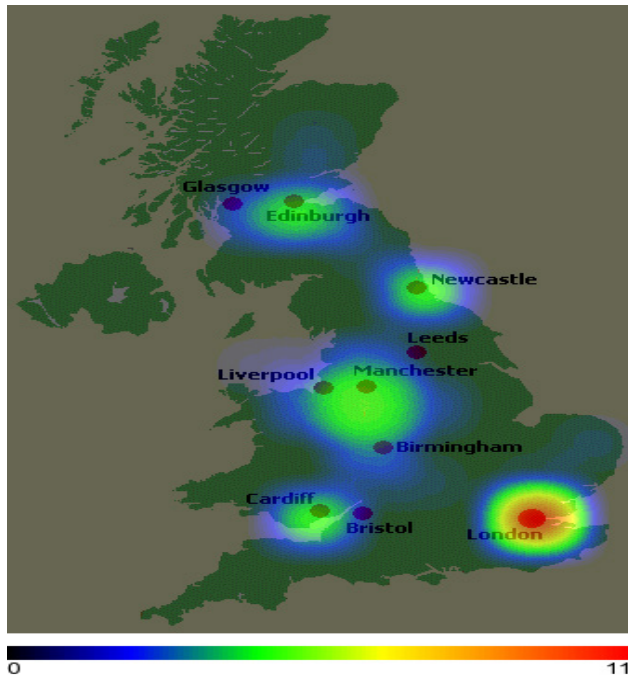 Glasgow
Edinburgh
Newcastle
Leeds
Liverpool
Manchester
Birmingham
Cardiff
Bristol
London
0
11